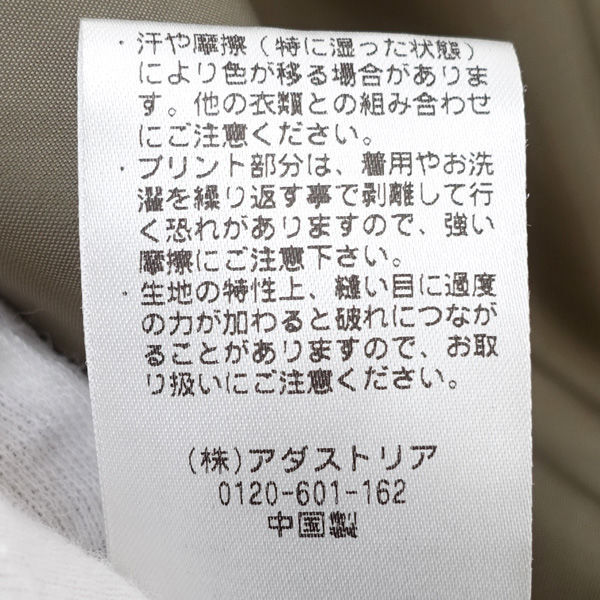 ・汗や摩擦(特に湿った状態)
により色が移る場合がありま
す。他の衣類との組み合わせ
にご注意ください。
・プリント部分は、着用やお洗
濯を繰り返す事で剥離して行
く恐れがありますので、強い
摩擦にご注意下さい。
・生地の特性上、縫い目に過度
の力が加わると破れにつなが
ることがありますので、お取
り扱いにご注意ください。
(株)アダストリア
0120-601-162
中国製